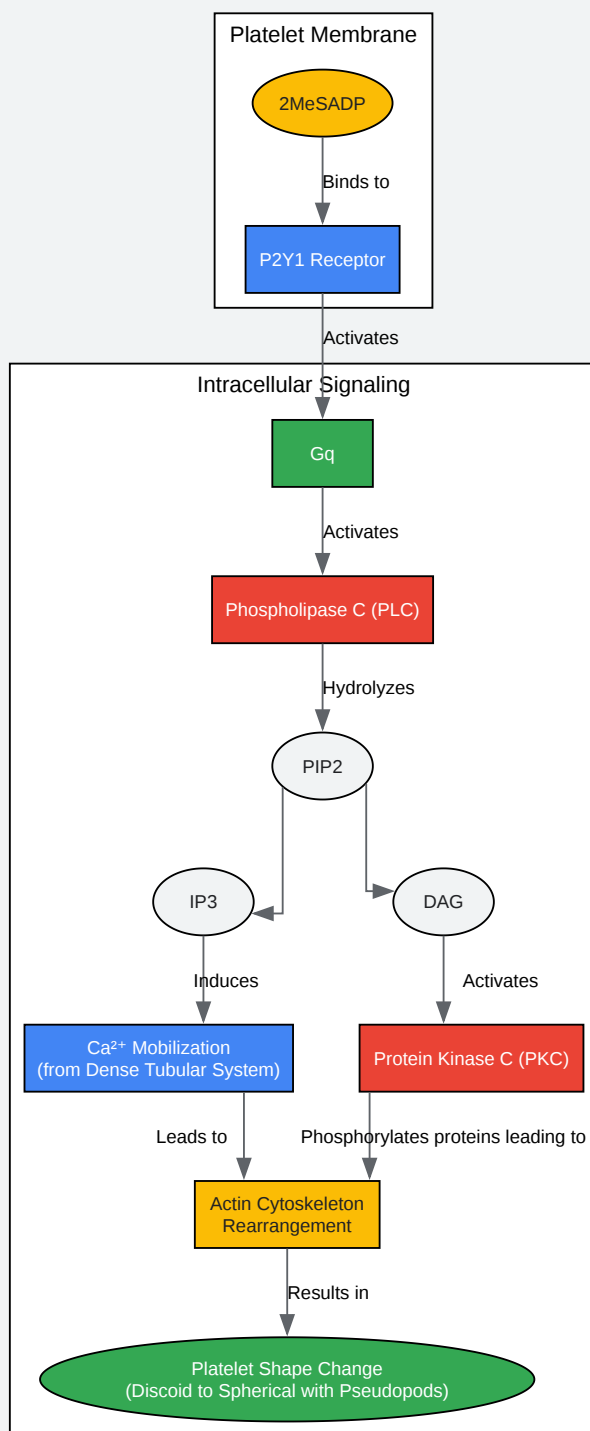 Platelet Membrane
2MeSADP
Binds to
P2Y1 Receptor
Activates
Intracellular Signaling
Gq
Activates
Phospholipase C (PLC)
Hydrolyzes
PIP2
IP3
DAG
Induces
Activates
Ca²⁺ Mobilization
(from Dense Tubular System)
Protein Kinase C (PKC)
Leads to
Phosphorylates proteins leading to
Actin Cytoskeleton
Rearrangement
Results in
Platelet Shape Change
(Discoid to Spherical with Pseudopods)